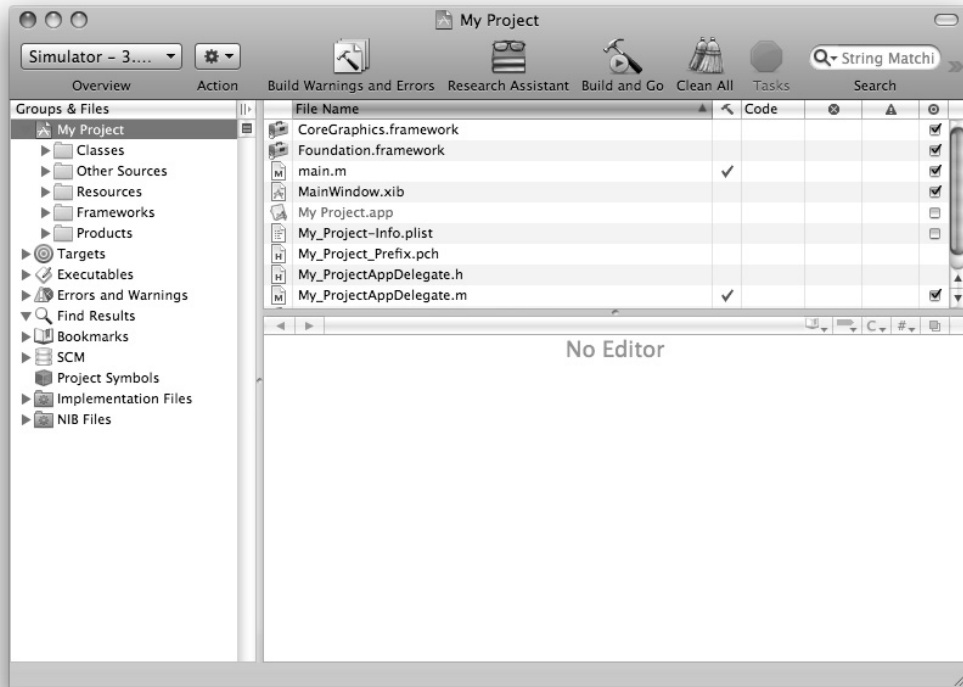 My Project
Simulator – 3....
String Matchi
Overview Action Build Warnings and Errors Research Assistant Build and Go Clean All Tasks Search
Groups & Files
My Project
Classes
Other Sources
Resources
Frameworks
Products
Targets
Executables
Errors and Warnings
Find Results
Bookmarks
SCM
Project Symbols
Implementation Files
NIB Files
File Name Code
CoreGraphics.framework
Foundation.framework
main.m
MainWindow.xib
My Project.app
My_Project-Info.plist
My_Project_Prefix.pch
My_ProjectAppDelegate.h
My_ProjectAppDelegate.m
C #
No Editor